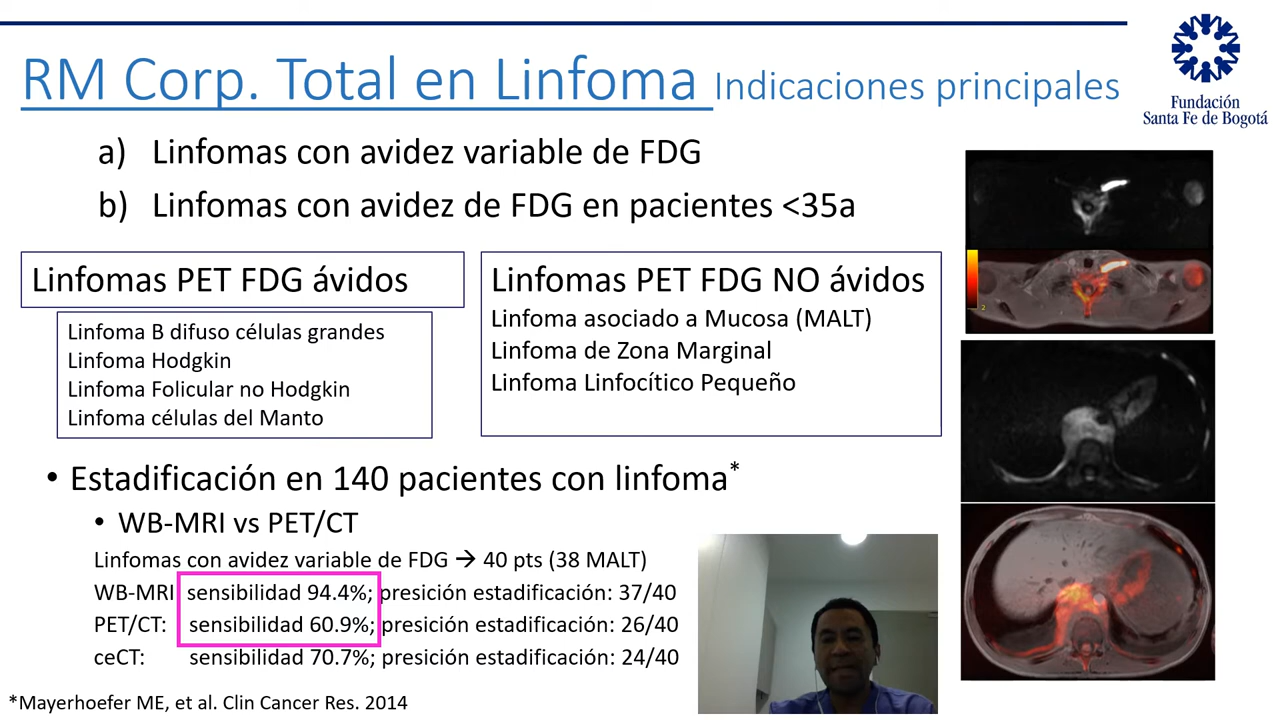 RM Corp. Total en Linfoma Indicaciones principales
Fundación
Santa Fe de Bogotá
a) Linfomas con avidez variable de FDG
b) Linfomas con avidez de FDG en pacientes <35a
Linfomas PET FDG ávidos
Linfoma B difuso células grandes
Linfoma Hodgkin
Linfoma Folicular no Hodgkin
Linfoma células del Manto
Linfomas PET FDG NO ávidos
Linfoma asociado a Mucosa (MALT)
Linfoma de Zona Marginal
Linfoma Linfocítico Pequeño
• Estadificación en 140 pacientes con linfoma*
• WB-MRI vs PET/CT
Linfomas con avidez variable de FDG → 40 pts (38 MALT)
WB-MRI sensibilidad 94.4%; presición estadificación: 37/40
PET/CT: sensibilidad 60.9%; presición estadificación: 26/40
ceCT: sensibilidad 70.7%; presición estadificación: 24/40
*Mayerhoefer ME, et al. Clin Cancer Res. 2014
2